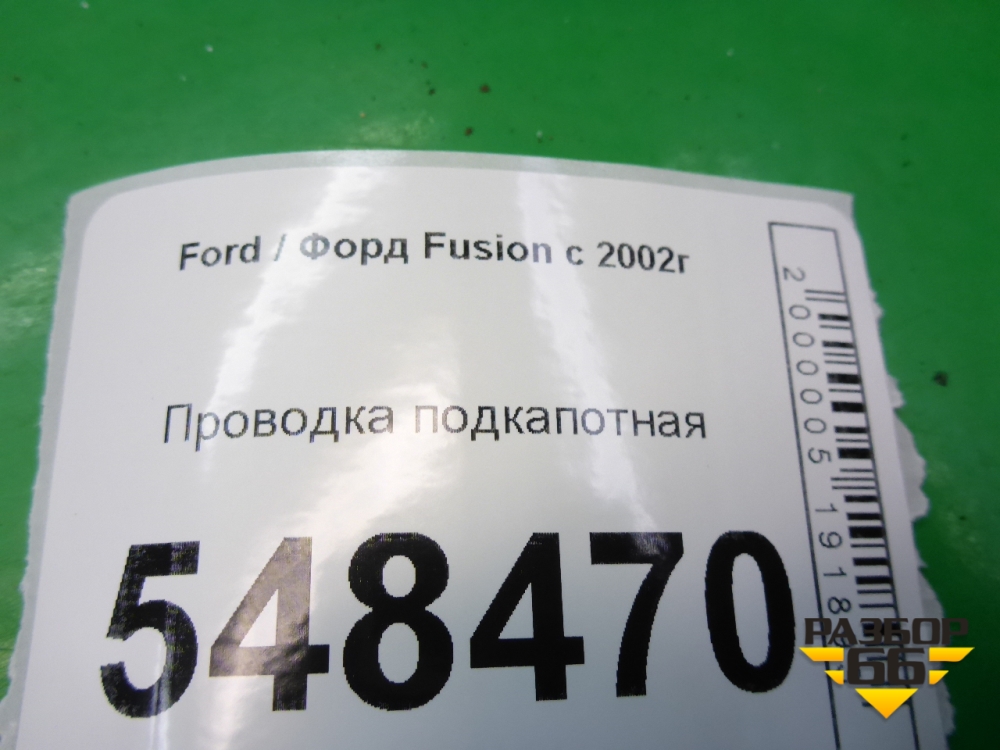 Ford / Форд Fusion с 2002г
Проводка подкапотная
548470
2000005 1918
РАЗБОР
66